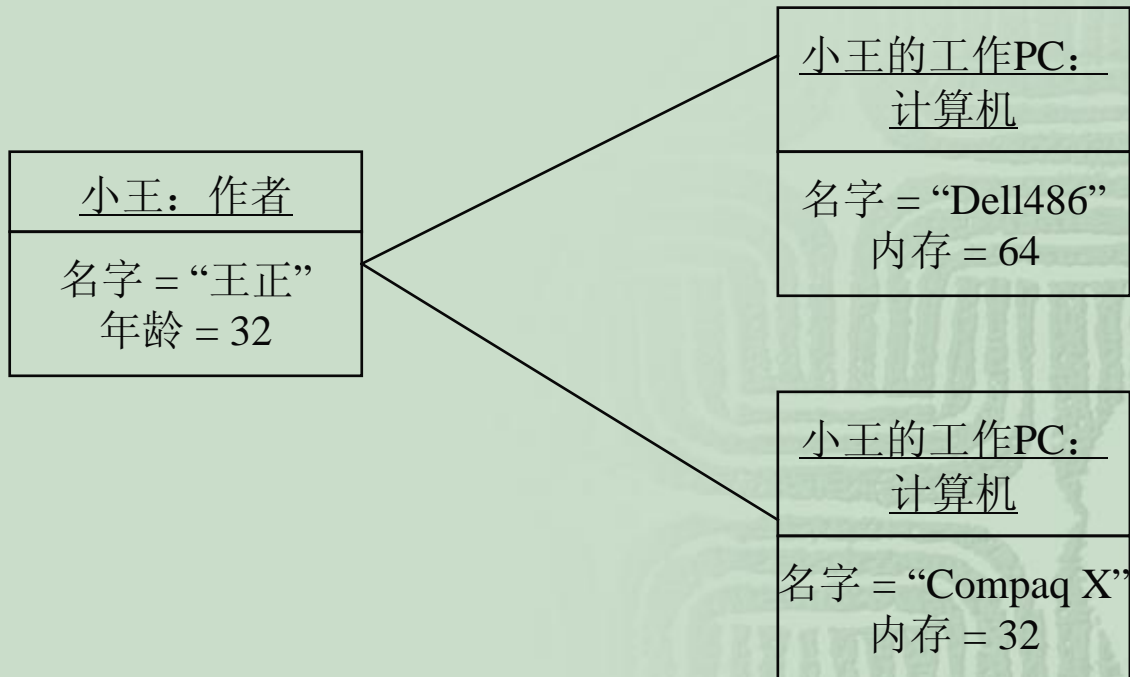 小王：作者
名字 = “王正”
年龄 = 32
小王的工作PC：
计算机
名字 = “Dell486”
内存 = 64
小王的工作PC：
计算机
名字 = “Compaq X”
内存 = 32